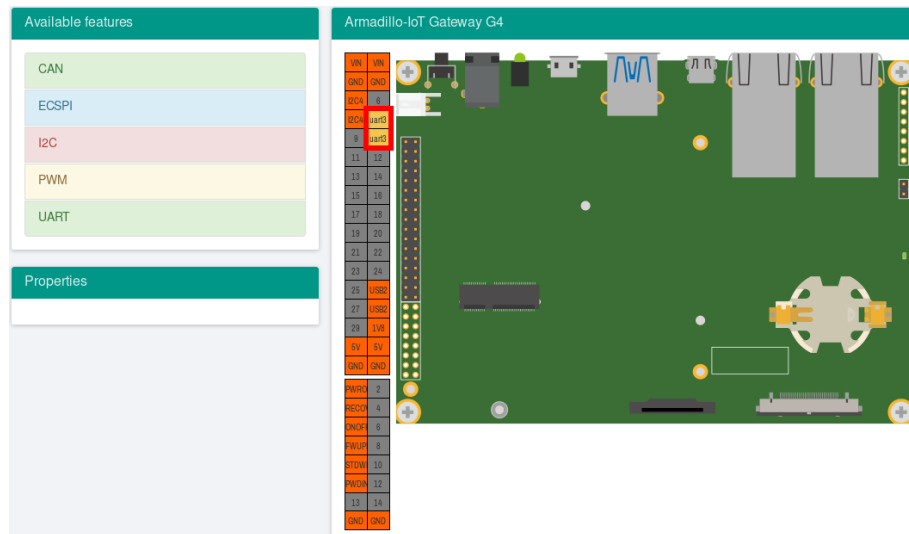 Available features
CAN
ECSPI
I2C
PWM
UART
Properties
Armadillo-IoT Gateway G4
VIN VIN
GND GND
I2C4 6
I2C4 uart3
9 uart3
11 12
13 14
15 16
17 18
19 20
21 22
23 24
25 USB2
27 USB2
29 1V8
5V 5V
GND GND
PWRO 2
RECO 4
ONOF 6
FWUP 8
STDW 10
PWDIN 12
13 14
GND GND